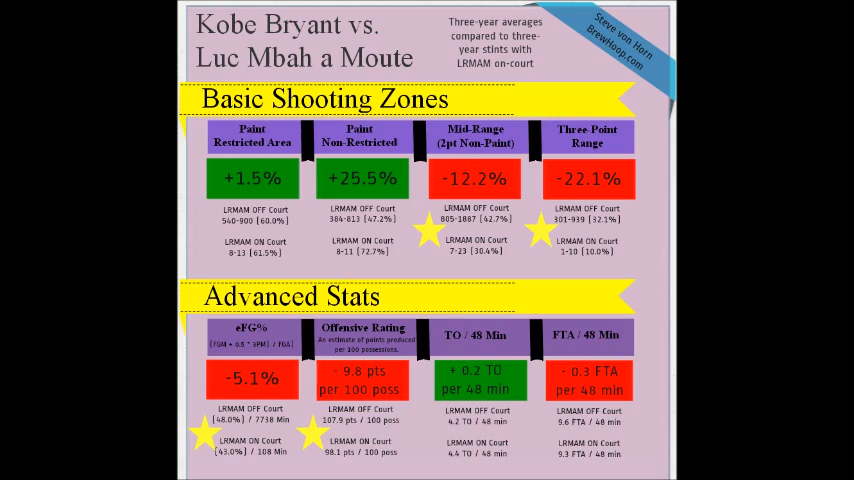 Kobe Bryant vs.
Luc Mbah a Moute
Three-year averages
compared to three-
year stints with
LRMAM on-court
Steve von Horn
BrewHoop.com
Basic Shooting Zones
Paint
Restricted Area
Paint
Non-Restricted
Mid-Range
(2pt Non-Paint)
Three-Point
Range
+1.5%
+25.5%
-12.2%
-22.1%
LRMAM OFF Court
540-900 [60.0%]
LRMAM OFF Court
384-813 [47.2%]
LRMAM OFF Court
805-1887 [42.7%]
LRMAM OFF Court
301-939 [32.1%]
LRMAM ON Court
8-13 [61.5%]
LRMAM ON Court
8-11 [72.7%]
LRMAM ON Court
7-23 [30.4%]
LRMAM ON Court
1-10 [10.0%]
Advanced Stats
eFG%
(FGM + 0.5 * 3PM) / FGA)
Offensive Rating
An estimate of points produced
per 100 possessions.
TO / 48 Min
FTA / 48 Min
-5.1%
- 9.8 pts
per 100 poss
+ 0.2 TO
per 48 min
- 0.3 FTA
per 48 min
LRMAM OFF Court
[48.0%] / 7738 Min
LRMAM OFF Court
107.9 pts / 100 poss
LRMAM OFF Court
4.2 TO / 48 min
LRMAM OFF Court
9.6 FTA / 48 min
LRMAM ON Court
[43.0%] / 108 Min
LRMAM ON Court
98.1 pts / 100 poss
LRMAM ON Court
4.4 TO / 48 min
LRMAM ON Court
9.3 FTA / 48 min